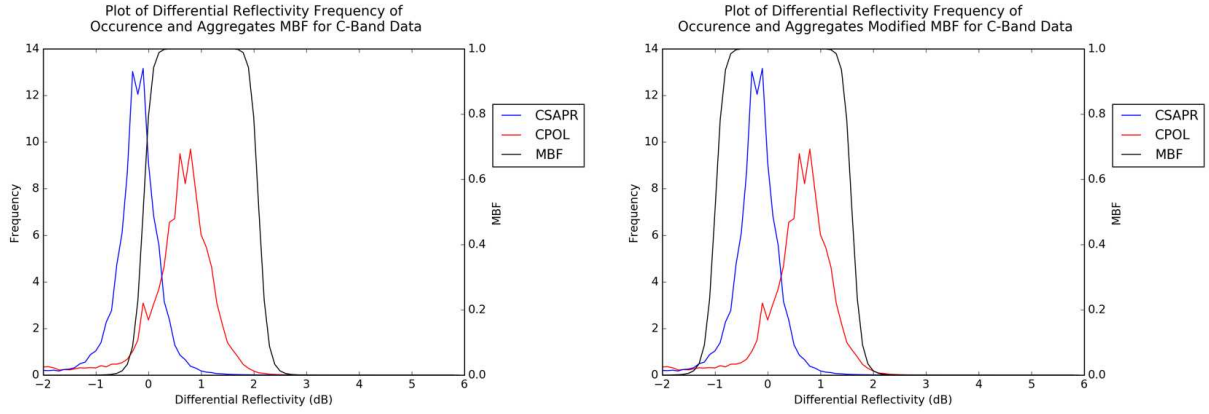 Plot of Differential Reflectivity Frequency of
Occurence and Aggregates MBF for C-Band Data
14
12
10
8
6
4
2
0
Frequency
1.0
0.8
0.6
0.4
0.2
0.0
MBF
−2
−1
0
1
2
3
4
5
6
Differential Reflectivity (dB)
CSAPR
CPOL
MBF
Plot of Differential Reflectivity Frequency of
Occurence and Aggregates Modified MBF for C-Band Data
14
12
10
8
6
4
2
0
Frequency
1.0
0.8
0.6
0.4
0.2
0.0
MBF
−2
−1
0
1
2
3
4
5
6
Differential Reflectivity (dB)
CSAPR
CPOL
MBF